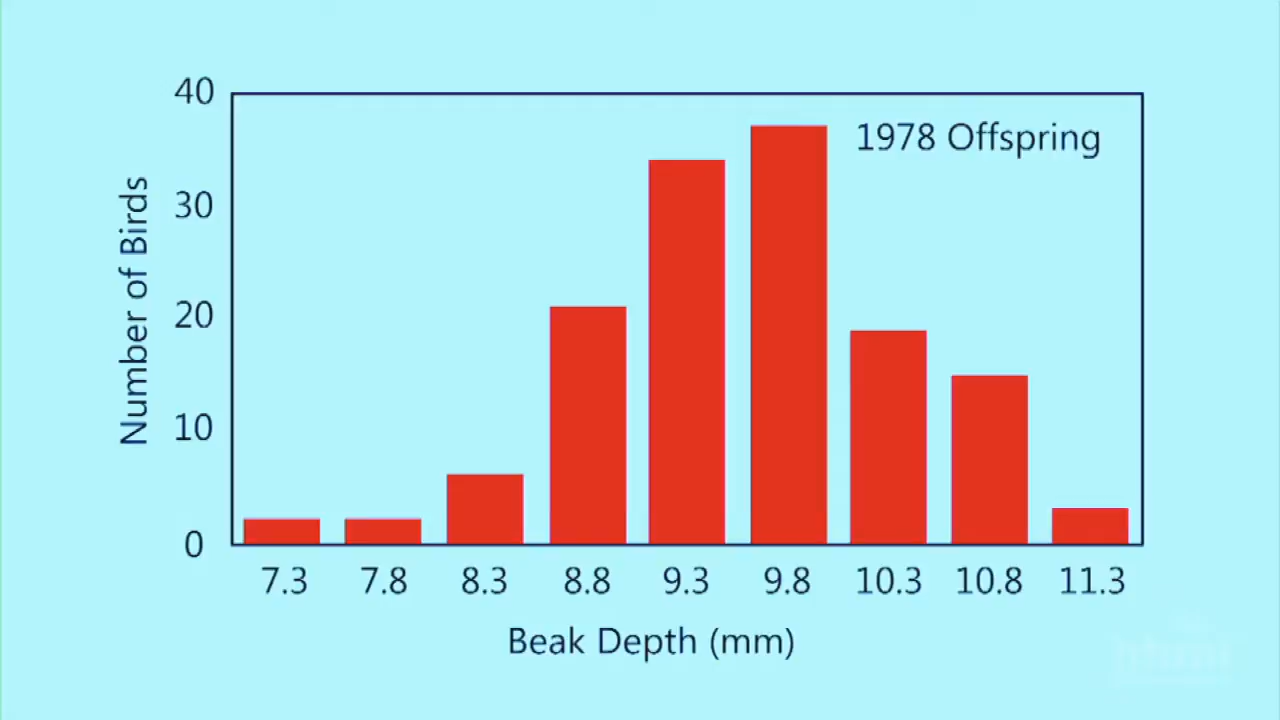 1978 Offspring
Number of Birds
40
30
20
10
0
7.3 7.8 8.3 8.8 9.3 9.8 10.3 10.8 11.3
Beak Depth (mm)